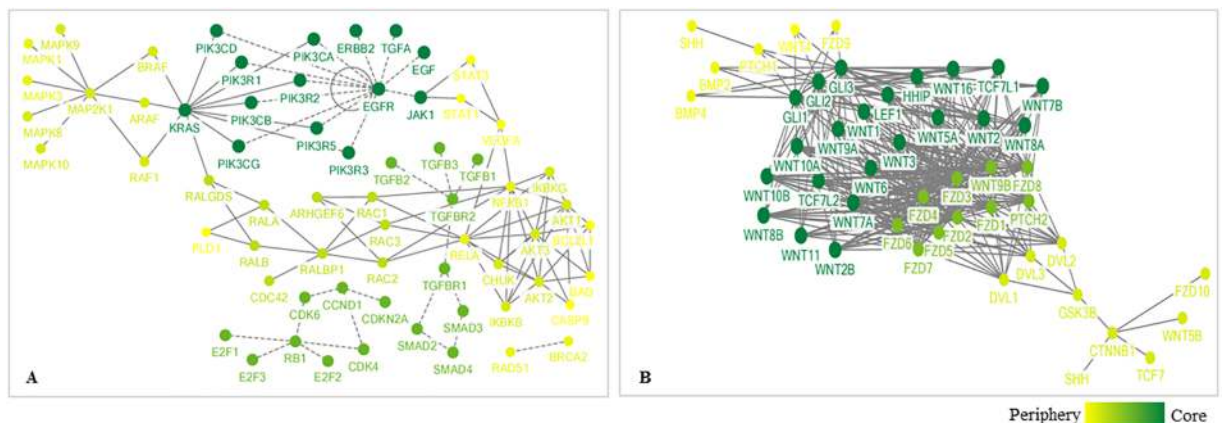 MAPK9
MAPK1
MAPK3
MAPK8
MAPK10
MAP2K1
BRAF
ARAF
RAF1
KRAS
PIK3CD
PIK3R1
PIK3CA
PIK3R2
PIK3CB
PIK3CG
PIK3R5
PIK3R3
ERBB2
TGFA
EGF
EGFR
JAK1
STAT3
STAT1
RALGDS
RALA
PLD1
RALB
RALBP1
CDC42
ARHGEF6
RAC1
RAC3
RAC2
TGFB3
TGFB2
TGFB1
TGFBR2
TGFBR1
NFKB1
RELA
IKBKG
AKT1
BCL2L1
AKT3
CHUK
AKT2
BAD
IKBKB
CASP9
CCND1
CDK6
CDKN2A
SMAD3
SMAD2
SMAD4
E2F1
RB1
CDK4
E2F3
E2F2
BRCA2
RAD51
A
SHH
WNT4
PTCH1
BMP2
BMP4
GLI3
GLI2
GLI1
HHIP
WNT16
TCF7L1
WNT7B
LEF1
WNT1
WNT9A
WNT5A
WNT2
WNT8A
WNT3
WNT10A
WNT6
WNT10B
TCF7L2
WNT7A
WNT8B
WNT11
WNT2B
WNT9B
FZD8
FZD3
PTCH2
FZD4
FZD1
FZD6
FZD2
FZD5
FZD7
DVL2
DVL3
DVL1
GSK3B
FZD10
WNT5B
CTNNB1
TCF7
SHH
B
Periphery
Core